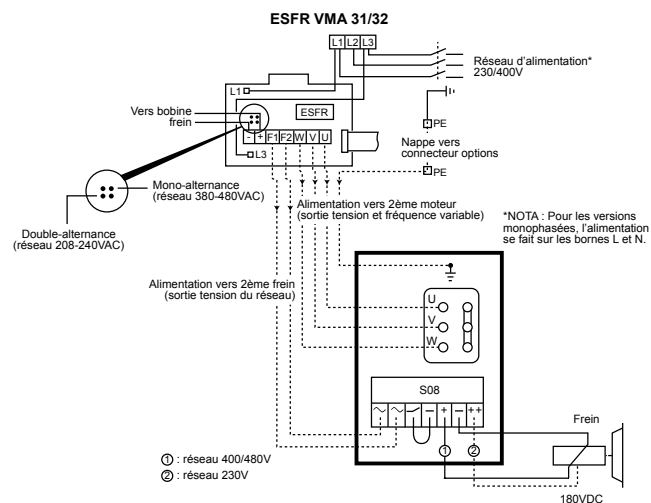 ESFR VMA 31/32
L1 L2 L3
Réseau d'alimentation*
230/400V
L1
Vers bobine
frein
ESFR
- + F1 F2 W V U
L3
PE
Nappe vers
connecteur options
PE
Mono-alternance
(réseau 380-480VAC)
Double-alternance
(réseau 208-240VAC)
Alimentation vers 2ème moteur
(sortie tension et fréquence variable)
*NOTA : Pour les versions
monophasées, l'alimentation
se fait sur les bornes L et N.
Alimentation vers 2ème frein
(sortie tension du réseau)
U
V
W
S08
+ − ++
Frein
① : réseau 400/480V
② : réseau 230V
① ②
180VDC